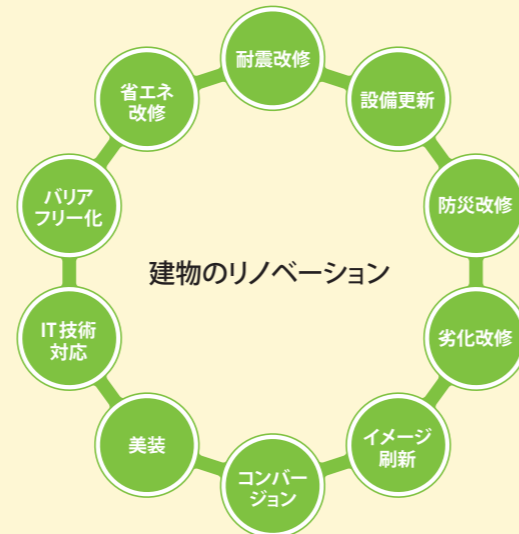 耐震改修
設備更新
防災改修
劣化改修
イメージ
刷新
コンバー
ジョン
美装
IT技術
対応
バリア
フリー化
省エネ
改修
建物のリノベーション